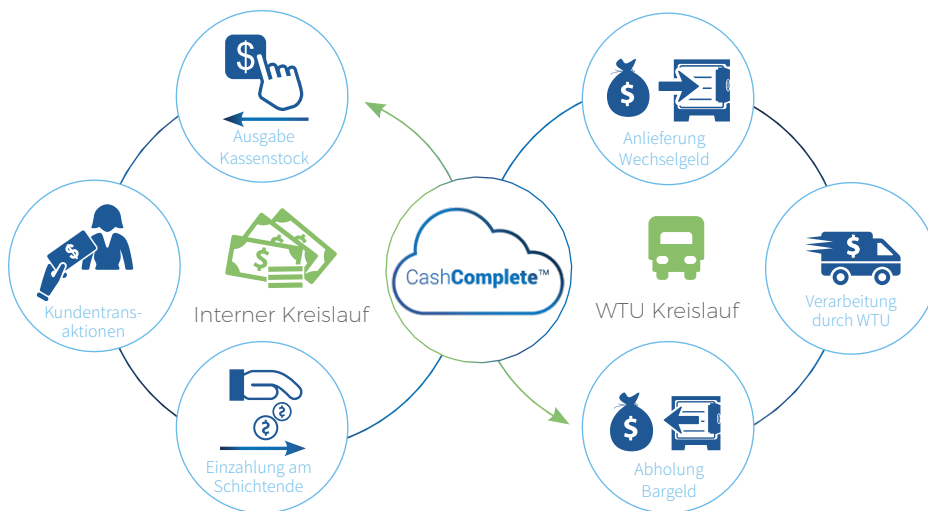 Ausgabe
Kassenstock
Anlieferung
Wechselgeld
Kundentrans-
aktionen
Interner Kreislauf
CashComplete™
WTU Kreislauf
Verarbeitung
durch WTU
Einzahlung am
Schichtende
Abholung
Bargeld